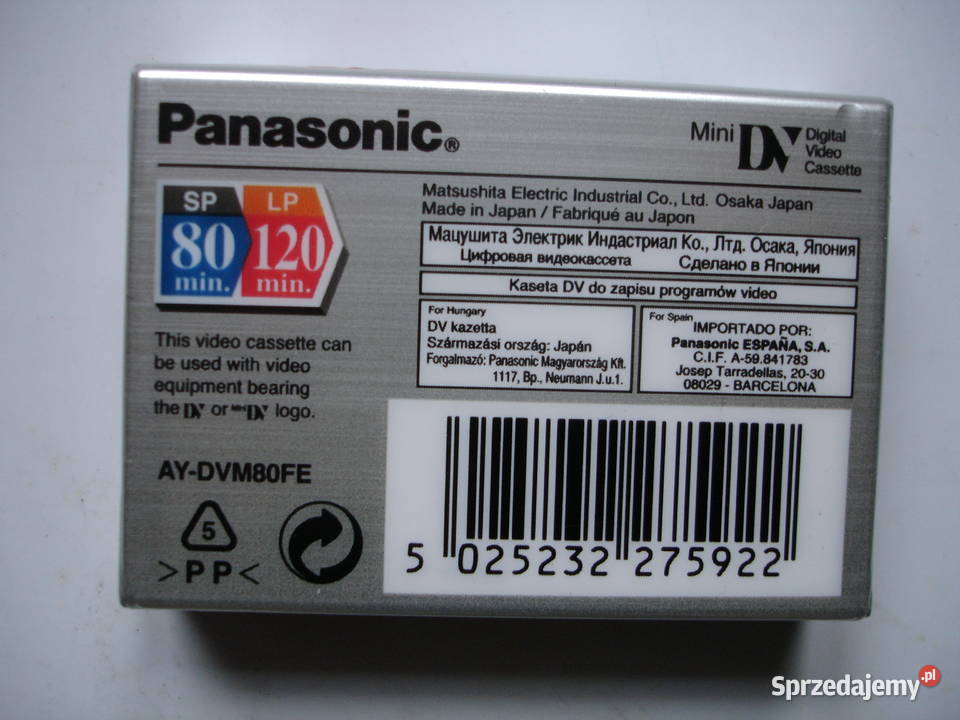 Panasonic®
Mini DV Digital
Video
Cassette
SP LP
80 120
min. min.
Matsushita Electric Industrial Co., Ltd. Osaka Japan
Made in Japan / Fabriqué au Japon
Мацушита Электрик Индастриал Ко., Лтд. Осака, Япония
Цифровая видеокассета Сделано в Японии
Kaseta DV do zapisu programów video
For Hungary
DV kazetta
Származási ország: Japán
Forgalmazó: Panasonic Magyarország Kft.
1117, Bp., Neumann J.u.1.
For Spain
IMPORTADO POR:
Panasonic ESPAÑA, S.A.
C.I.F. A-59.841783
Josep Tarradellas, 20-30
08029 - BARCELONA
This video cassette can
be used with video
equipment bearing
the DV or Mini DV logo.
AY-DVM80FE
5
>PP<
5 025232 275922
Sprzedajemy.pl